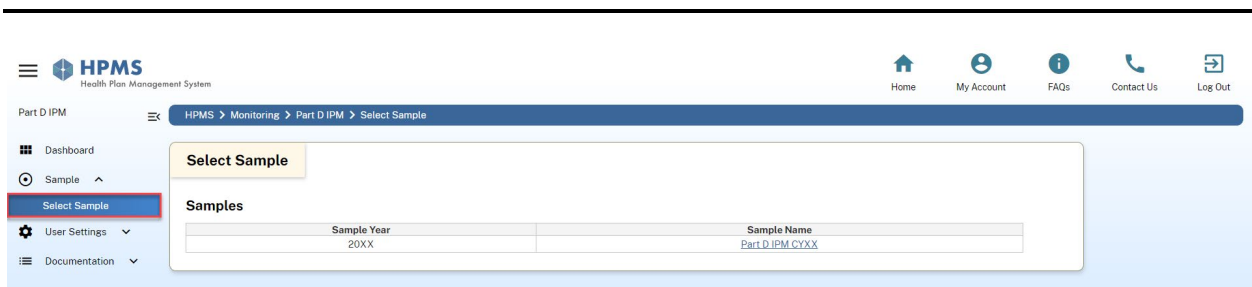 HPMS
Health Plan Management System
Home
My Account
FAQs
Contact Us
Log Out
Part D IPM
HPMS > Monitoring > Part D IPM > Select Sample
Dashboard
Sample
Select Sample
User Settings
Documentation
Select Sample
Samples
Sample Year Sample Name
20XX Part D IPM CYXX